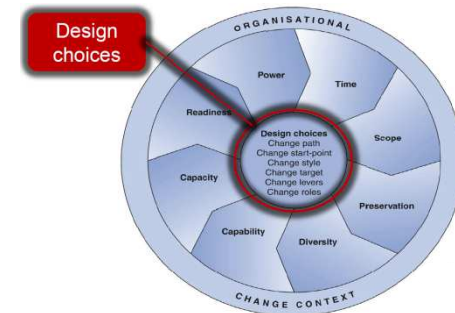 Design
choices
ORGANISATIONAL
Power
Time
Readiness
Scope
Design choices
Change path
Change start-point
Change style
Change target
Change levers
Change roles
Capacity
Preservation
Capability
Diversity
CHANGE CONTEXT